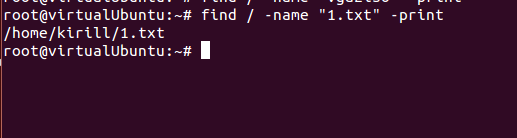 root@virtualUbuntu:~# find / -name "1.txt" -print
/home/kirill/1.txt
root@virtualUbuntu:~#